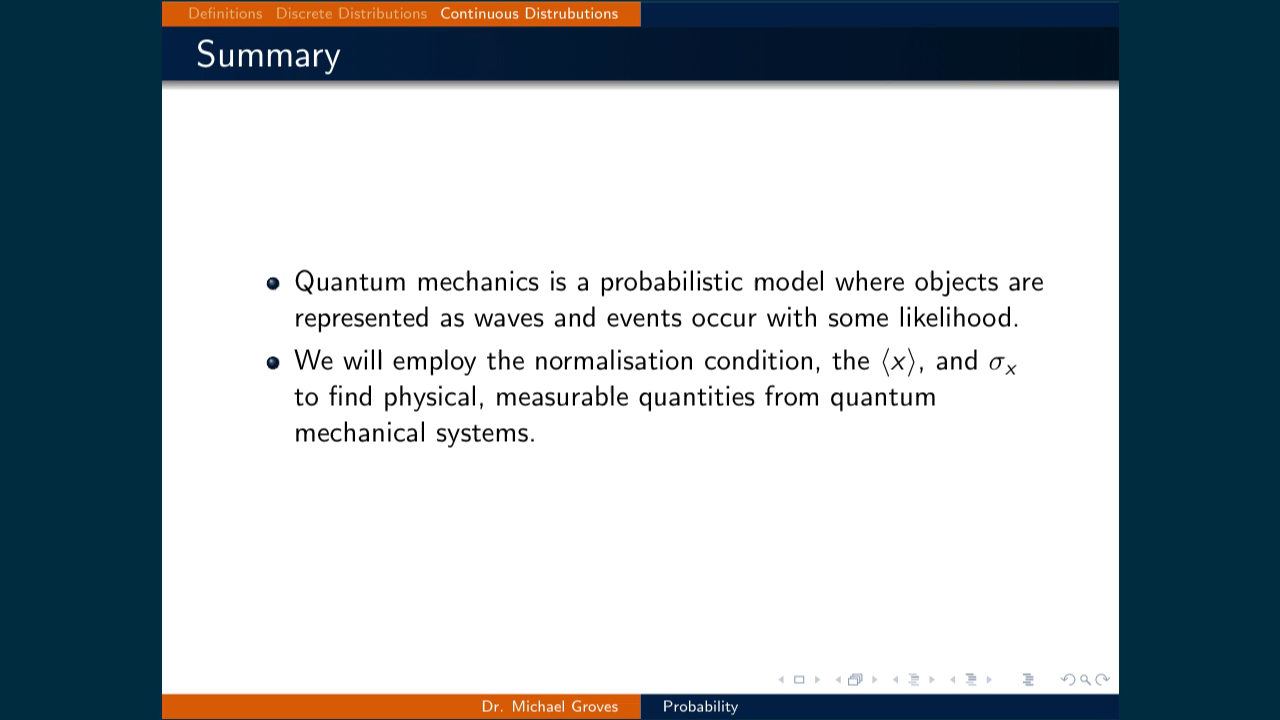 Definitions Discrete Distributions Continuous Distrubutions
Summary
Quantum mechanics is a probabilistic model where objects are
represented as waves and events occur with some likelihood.
We will employ the normalisation condition, the ⟨x⟩, and σₓ
to find physical, measurable quantities from quantum
mechanical systems.
Dr. Michael Groves Probability